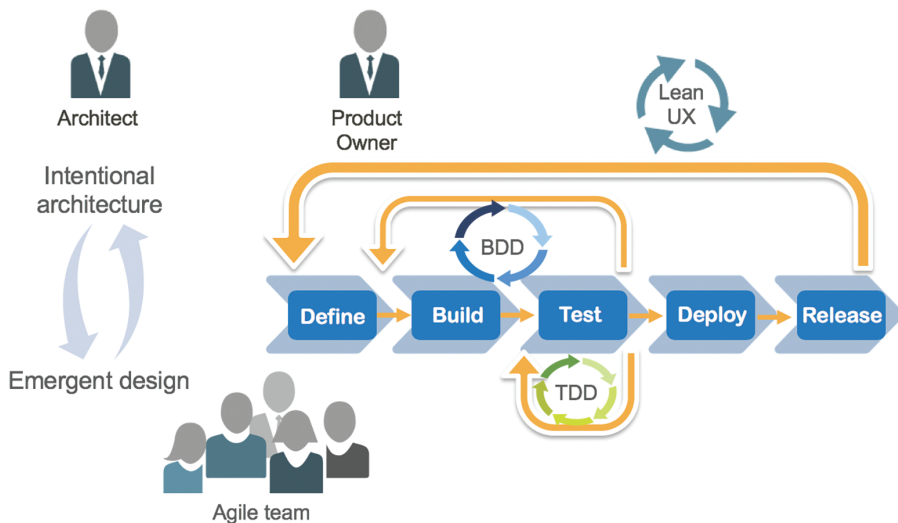 Architect
Product
Owner
Lean
UX
Intentional
architecture
BDD
Define
Build
Test
Deploy
Release
Emergent design
TDD
Agile team